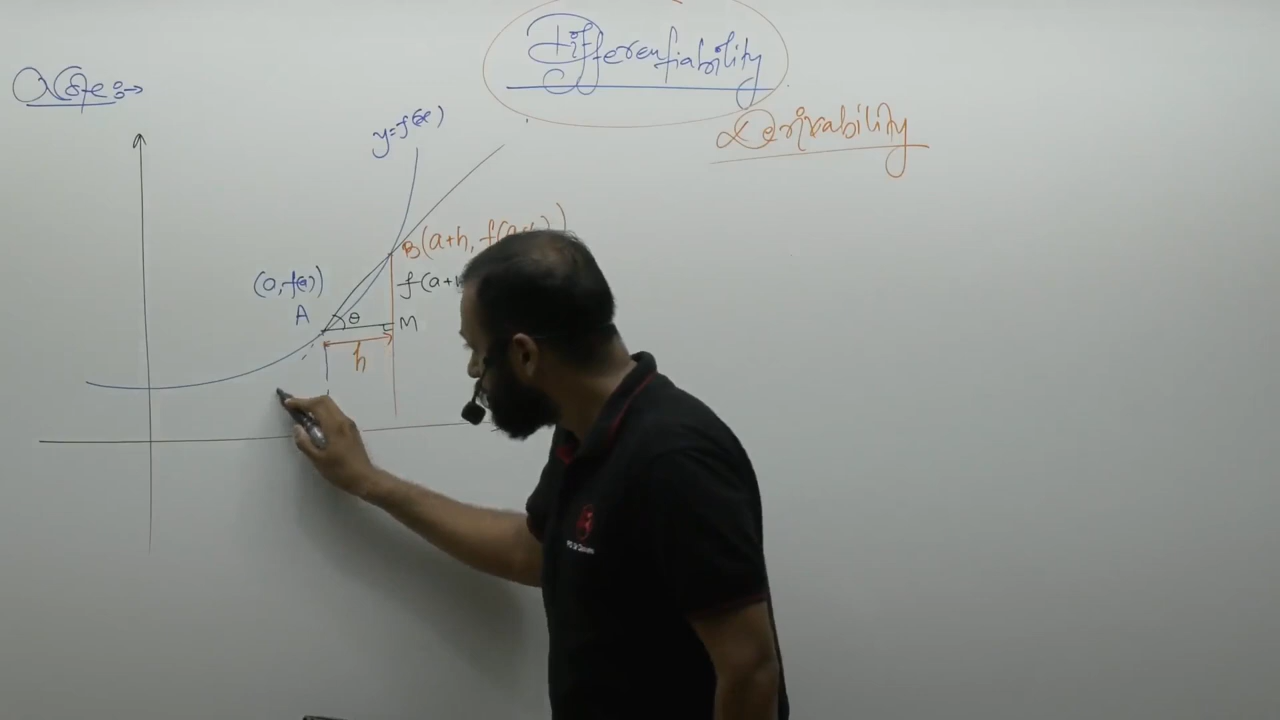 Differentiability
Note:→
Derivability
y=f(x)
B(a+h, f(a+h))
(a, f(a))
f(a+h
A
θ
M
h